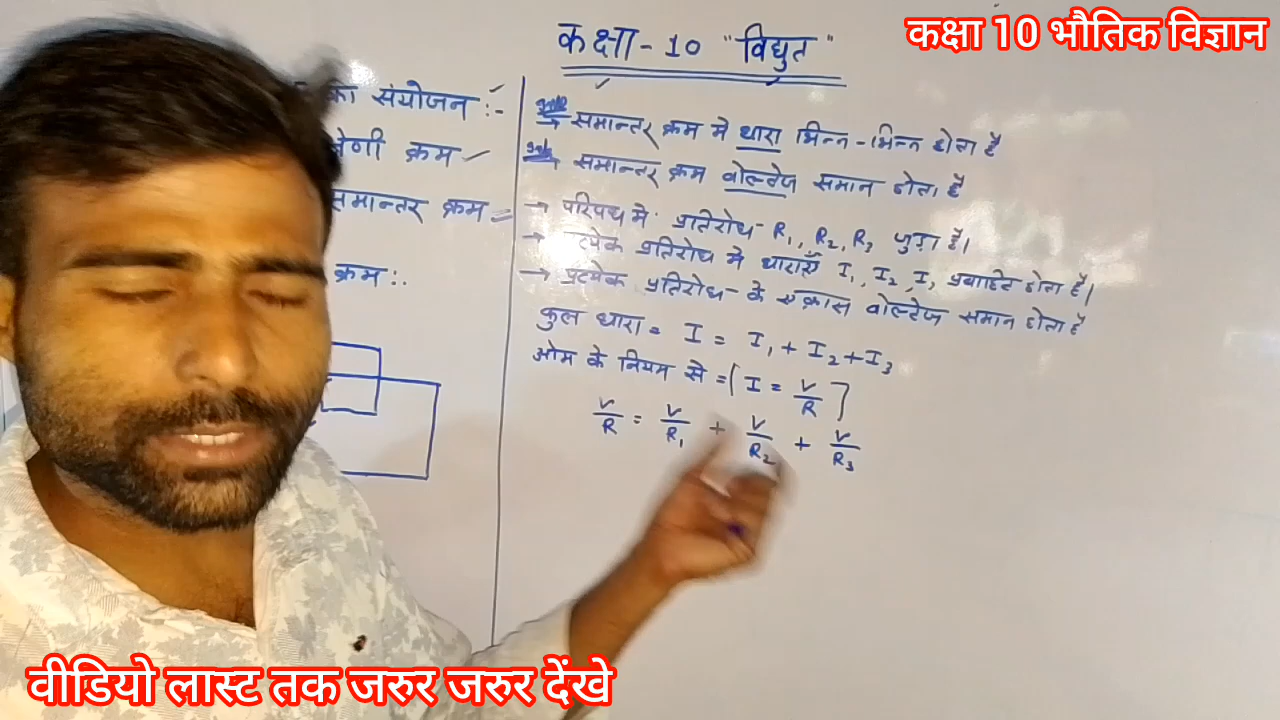 कक्षा 10 भौतिक विज्ञान
कक्षा - 10 "विद्युत"
का संयोजन :-
श्रेणी क्रम
समान्तर क्रम =
क्रम :.
→ समान्तर क्रम में धारा भिन्न-भिन्न होता है
→ समान्तर क्रम वोल्टेज समान होता है
→ परिपथ में प्रतिरोध - R₁, R₂, R₃ जुड़ा है।
→ प्रत्येक प्रतिरोध में धाराएँ I₁, I₂, I₃ प्रवाहित होता है।
→ प्रत्येक प्रतिरोध - के एक्रास वोल्टेज समान होता है
कुल धारा = I = I₁ + I₂ + I₃
ओम के नियम से = ( I = V/R )
V/R = V/R₁ + V/R₂ + V/R₃
वीडियो लास्ट तक जरुर जरुर देंखे